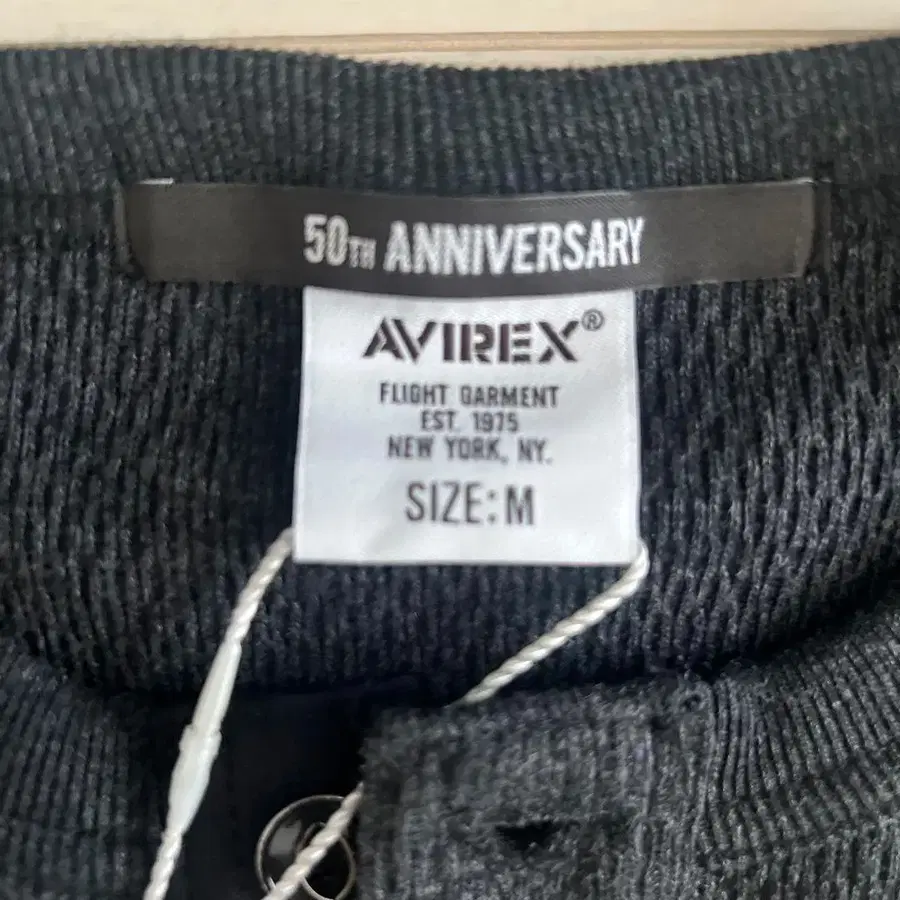 50TH ANNIVERSARY
AVIREX®
FLIGHT GARMENT
EST. 1975
NEW YORK, NY.
SIZE: M